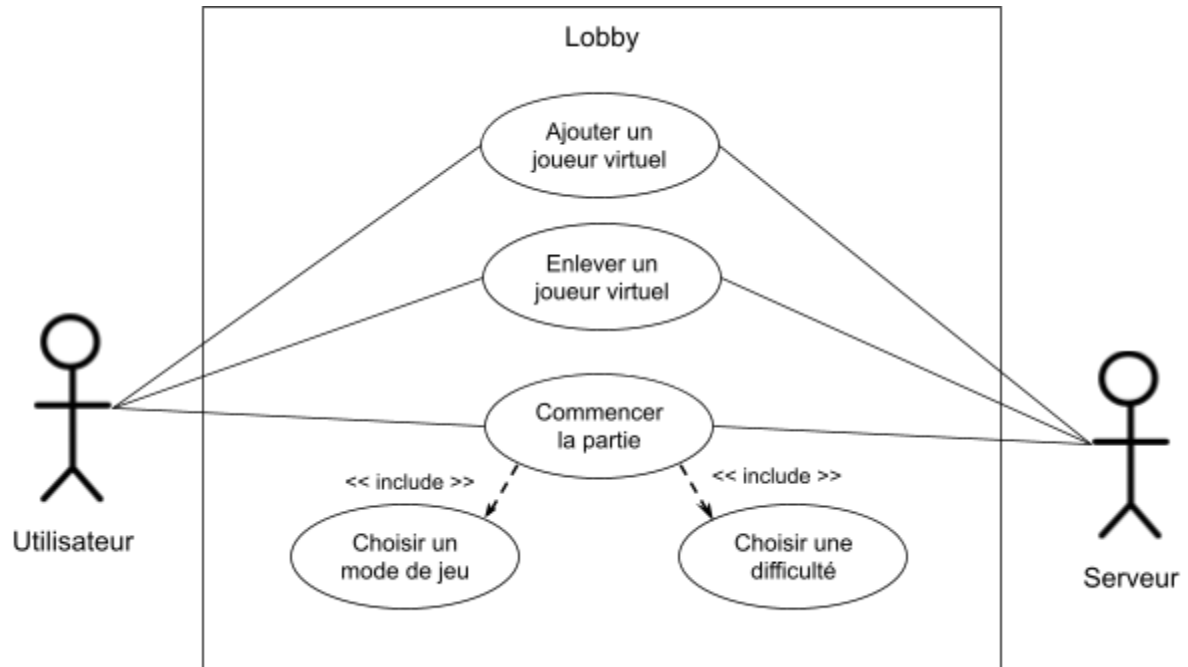 Lobby
Ajouter un
joueur virtuel
Enlever un
joueur virtuel
Commencer
la partie
<< include >>
<< include >>
Choisir un
mode de jeu
Choisir une
difficulté
Utilisateur
Serveur